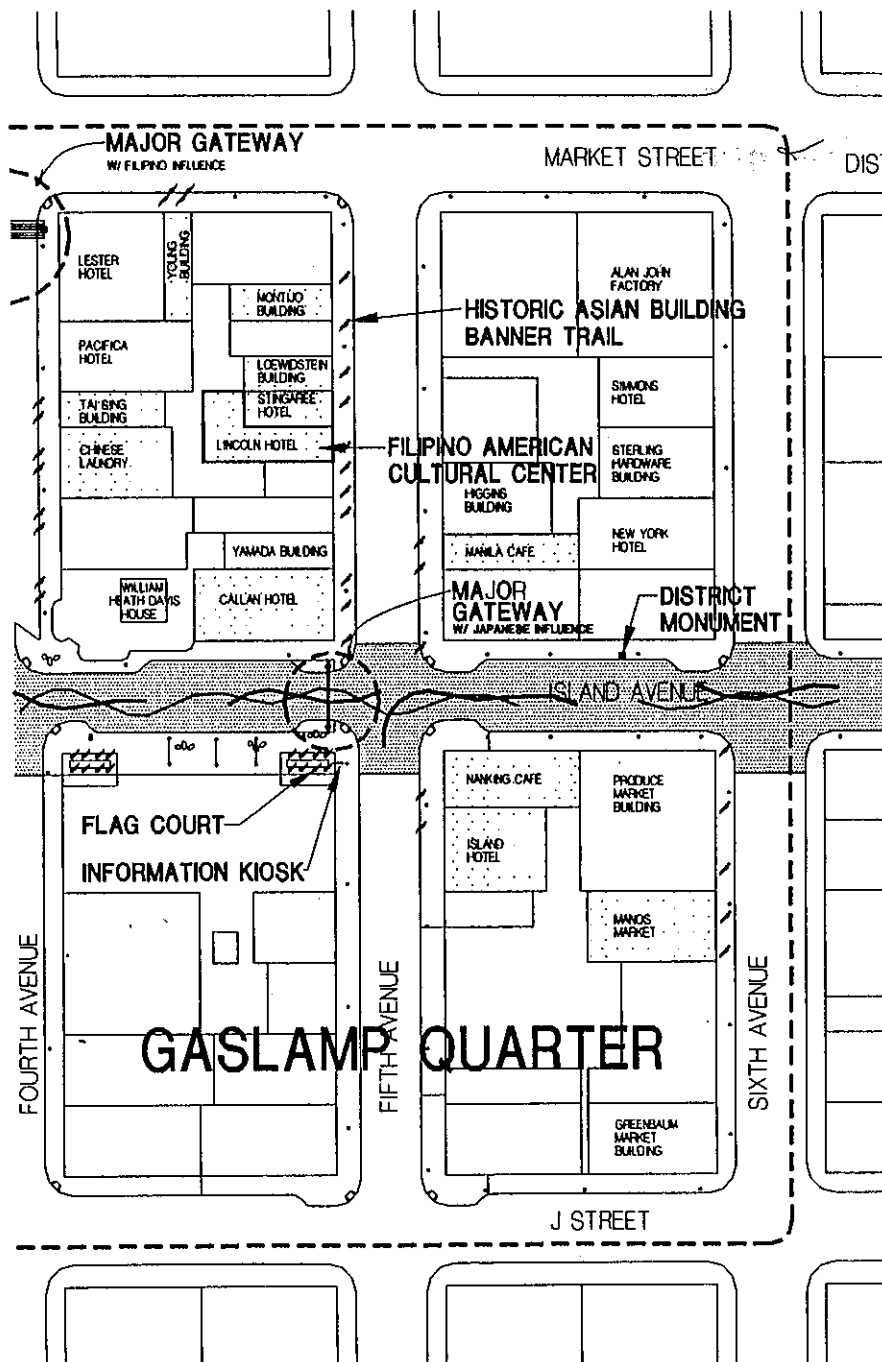 MAJOR GATEWAY
W/ FILIPINO INFLUENCE
MARKET STREET
DIS
LESTER
HOTEL
YOUNG
BUILDING
MONTIJO
BUILDING
ALAN JOHN
FACTORY
HISTORIC ASIAN BUILDING
BANNER TRAIL
PACIFICA
HOTEL
LOEWDSTEIN
BUILDING
STINGAREE
HOTEL
SIMMONS
HOTEL
TAI SING
BUILDING
CHINESE
LAUNDRY
LINCOLN HOTEL
FILIPINO AMERICAN
CULTURAL CENTER
STERLING
HARDWARE
BUILDING
HIGGINS
BUILDING
YAMADA BUILDING
MANILA CAFE
NEW YORK
HOTEL
WILLIAM
HEATH DAVIS
HOUSE
CALLAN HOTEL
MAJOR
GATEWAY
W/ JAPANESE INFLUENCE
DISTRICT
MONUMENT
ISLAND AVENUE
NANKING CAFE
PRODUCE
MARKET
BUILDING
FLAG COURT
ISLAND
HOTEL
INFORMATION KIOSK
MANOS
MARKET
FOURTH AVENUE
FIFTH AVENUE
SIXTH AVENUE
GASLAMP QUARTER
GREENBAUM
MARKET
BUILDING
J STREET